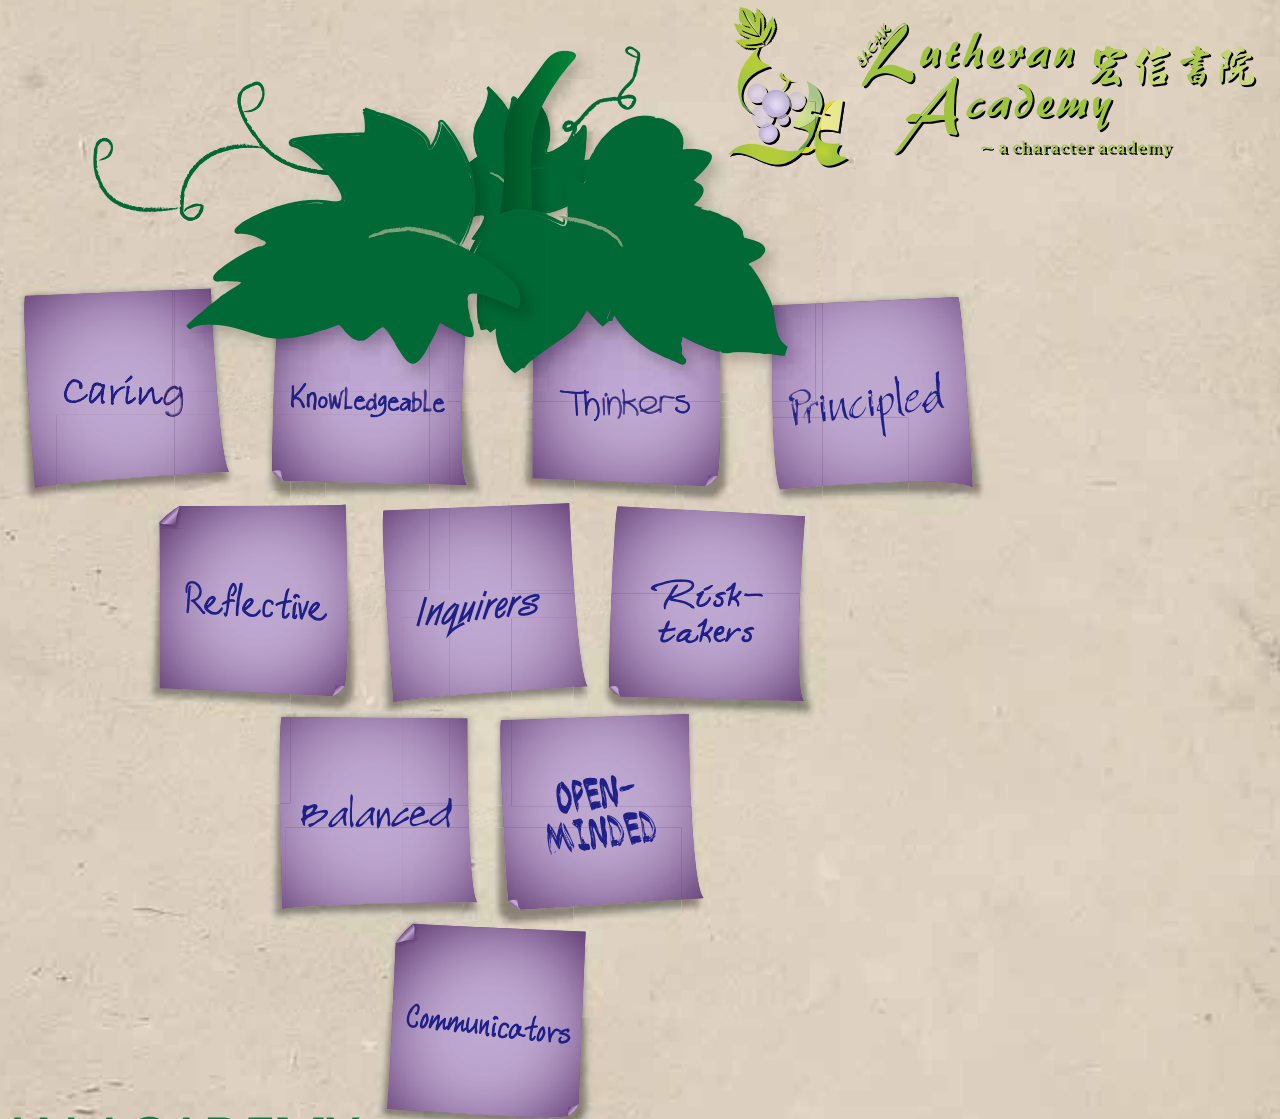 SALCHK
Lutheran 宏信書院
Academy
~ a character academy
Caring
Knowledgeable
Thinkers
Principled
Reflective
Inquirers
Risk-
takers
Balanced
OPEN-
MINDED
Communicators